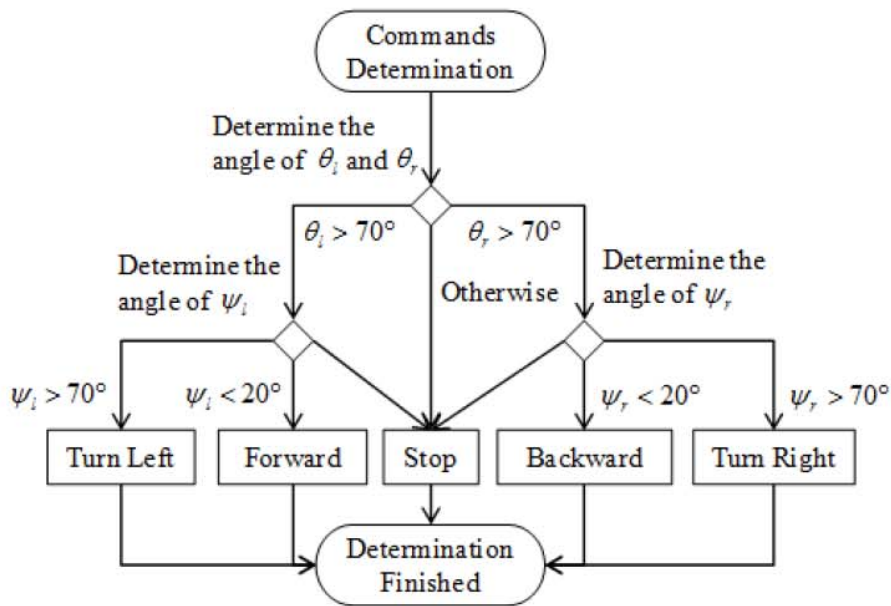 Commands
Determination
Determine the
angle of θl and θr
θl > 70°
θr > 70°
Determine the
angle of ψl
Otherwise
Determine the
angle of ψr
ψl > 70°
ψl < 20°
ψr < 20°
ψr > 70°
Turn Left
Forward
Stop
Backward
Turn Right
Determination
Finished